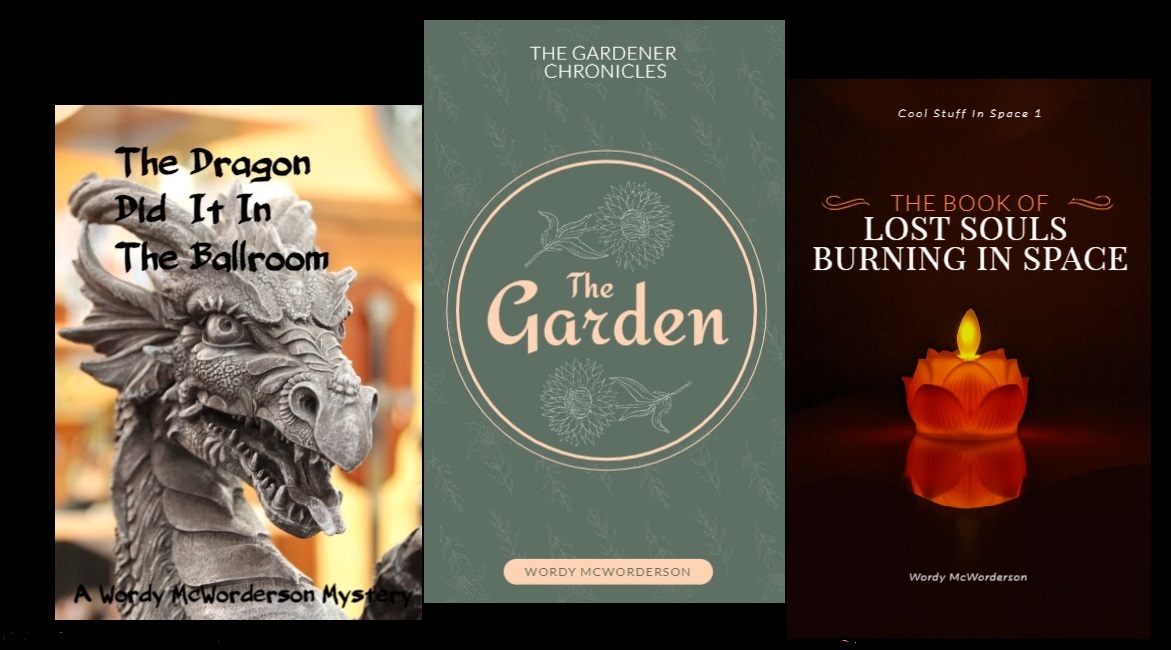 The Dragon
Did It In
The Ballroom
A Wordy McWorderson Mystery
THE GARDENER
CHRONICLES
The
Garden
WORDY MCWORDERSON
Cool Stuff In Space 1
THE BOOK OF
LOST SOULS
BURNING IN SPACE
Wordy McWorderson